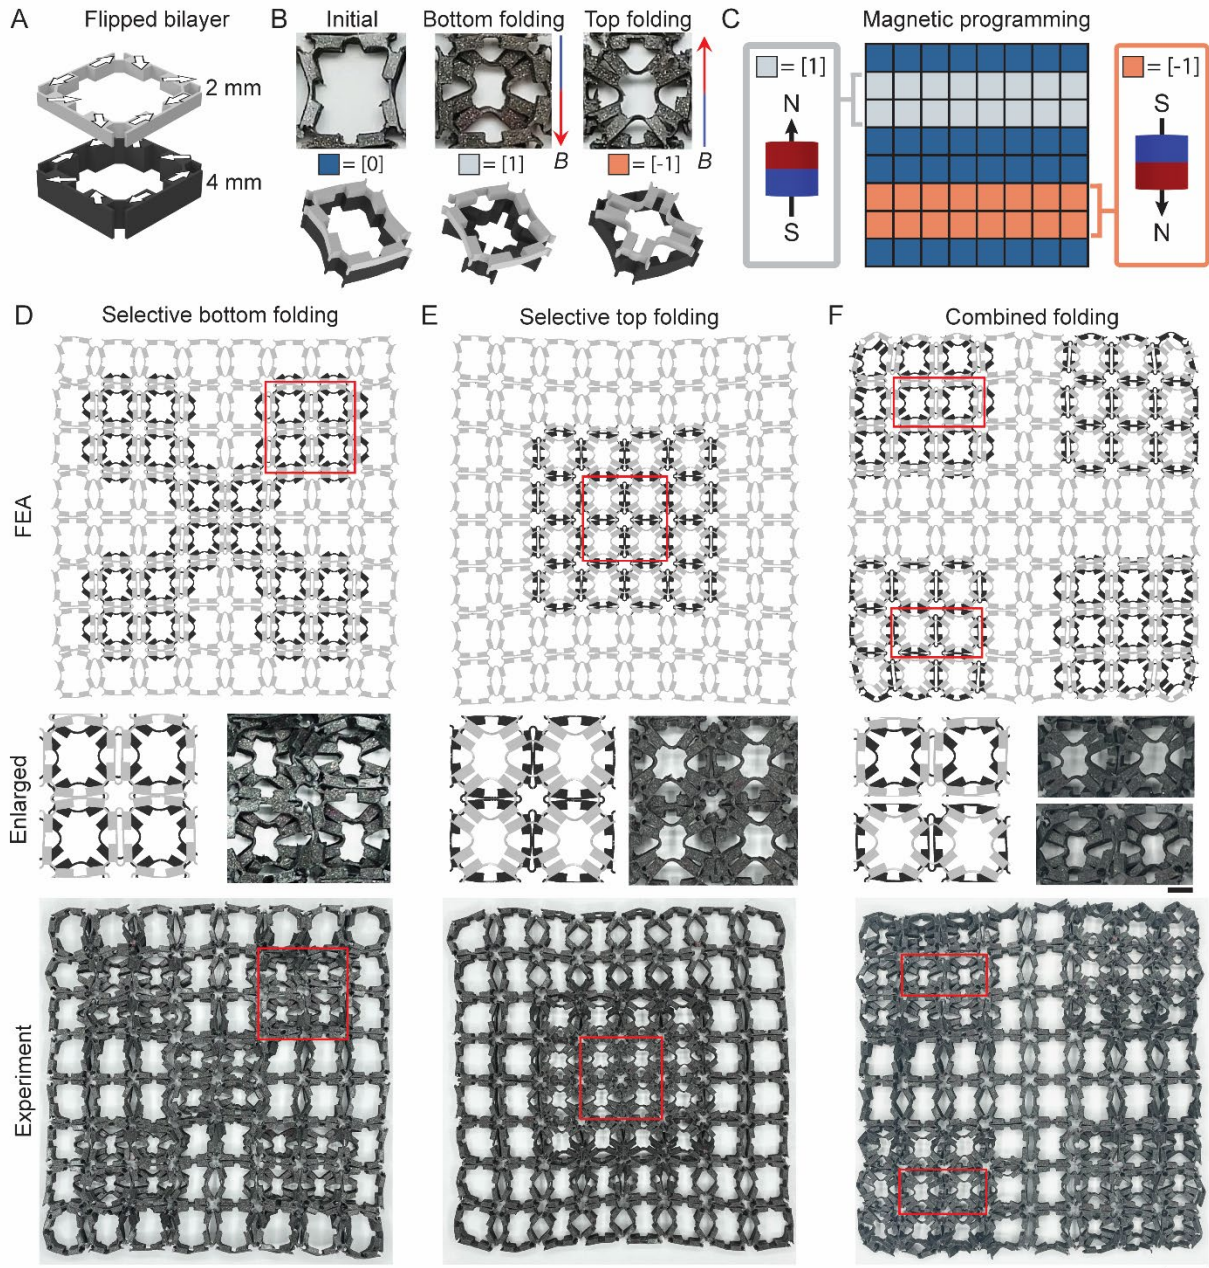 A
Flipped bilayer
2 mm
4 mm
B
Initial
Bottom folding
Top folding
B
B
= [0]
= [1]
= [-1]
C
Magnetic programming
= [1]
N
S
= [-1]
S
N
D
Selective bottom folding
E
Selective top folding
F
Combined folding
FEA
Enlarged
Experiment